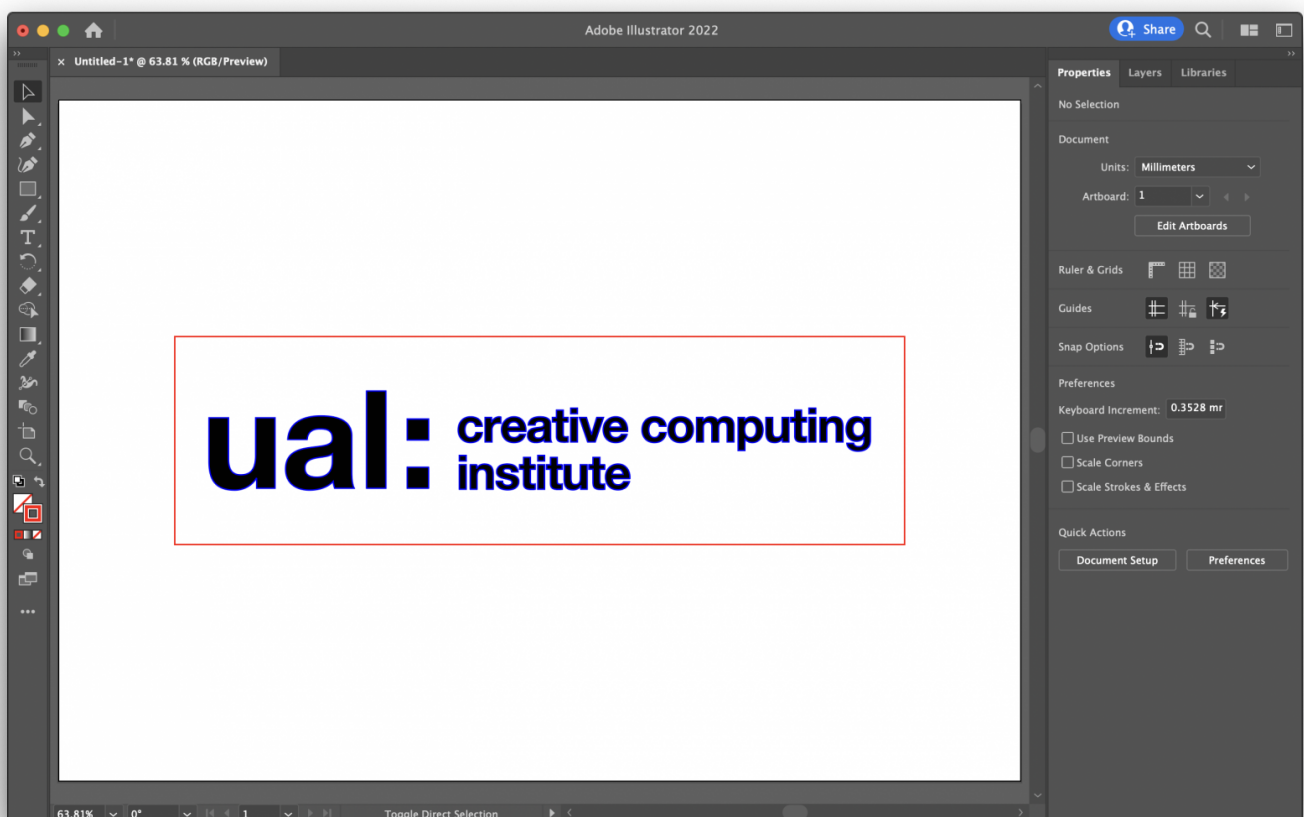 Adobe Illustrator 2022
Share
Untitled-1* @ 63.81 % (RGB/Preview)
Properties Layers Libraries
No Selection
Document
Units: Millimeters
Artboard: 1
Edit Artboards
Ruler & Grids
Guides
Snap Options
Preferences
Keyboard Increment: 0.3528 mr
Use Preview Bounds
Scale Corners
Scale Strokes & Effects
Quick Actions
Document Setup Preferences
ual: creative computing
institute
63.81% 0° 1 Toggle Direct Selection